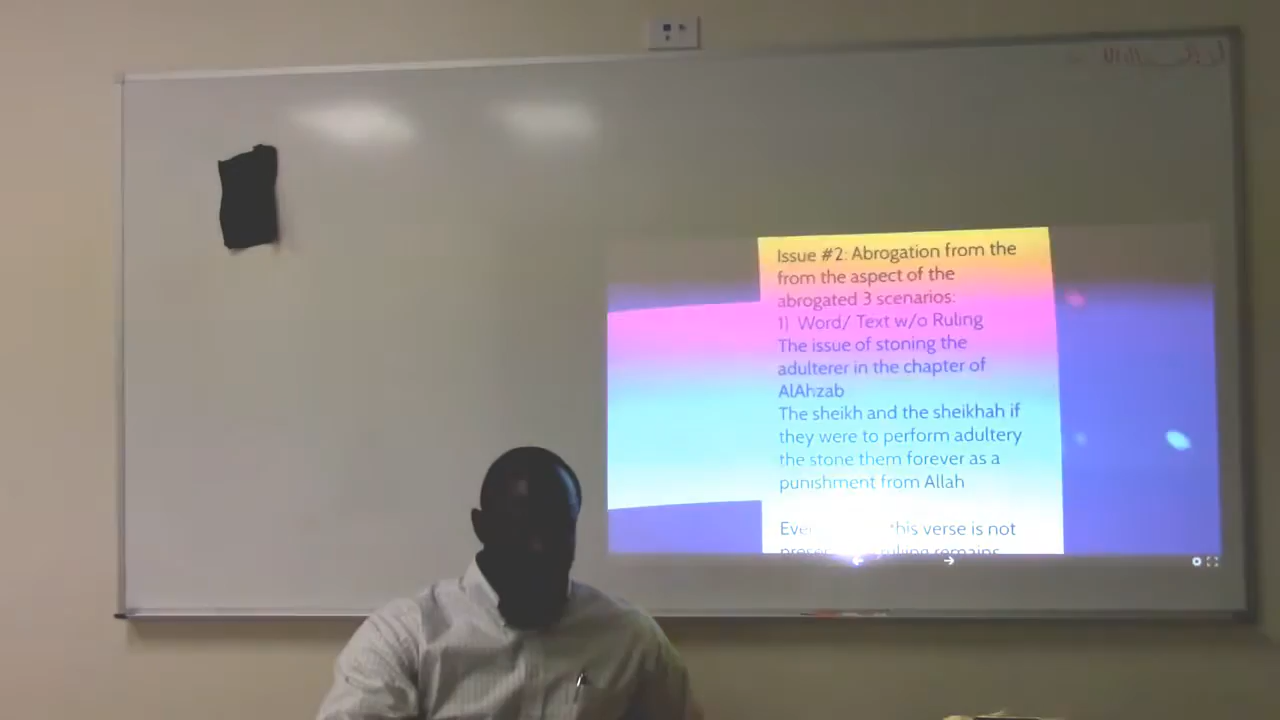 Issue #2: Abrogation from the
from the aspect of the
abrogated 3 scenarios:
1) Word/ Text w/o Ruling
The issue of stoning the
adulterer in the chapter of
AlAhzab
The sheikh and the sheikhah if
they were to perform adultery
the stone them forever as a
punishment from Allah
verse is not
remains